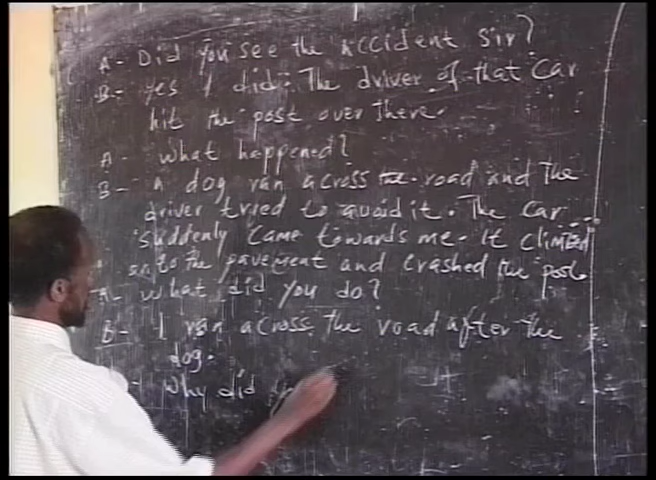 A- Did you see the accident Sir?
B- yes I did. The driver of that car
hit the post over there.
A- what happened?
B- A dog ran across the road and the
driver tried to avoid it. The car
suddenly came towards me. It climbed
on to the pavement and crashed the post.
A- what did you do?
B- I ran across the road after the
dog.
why did